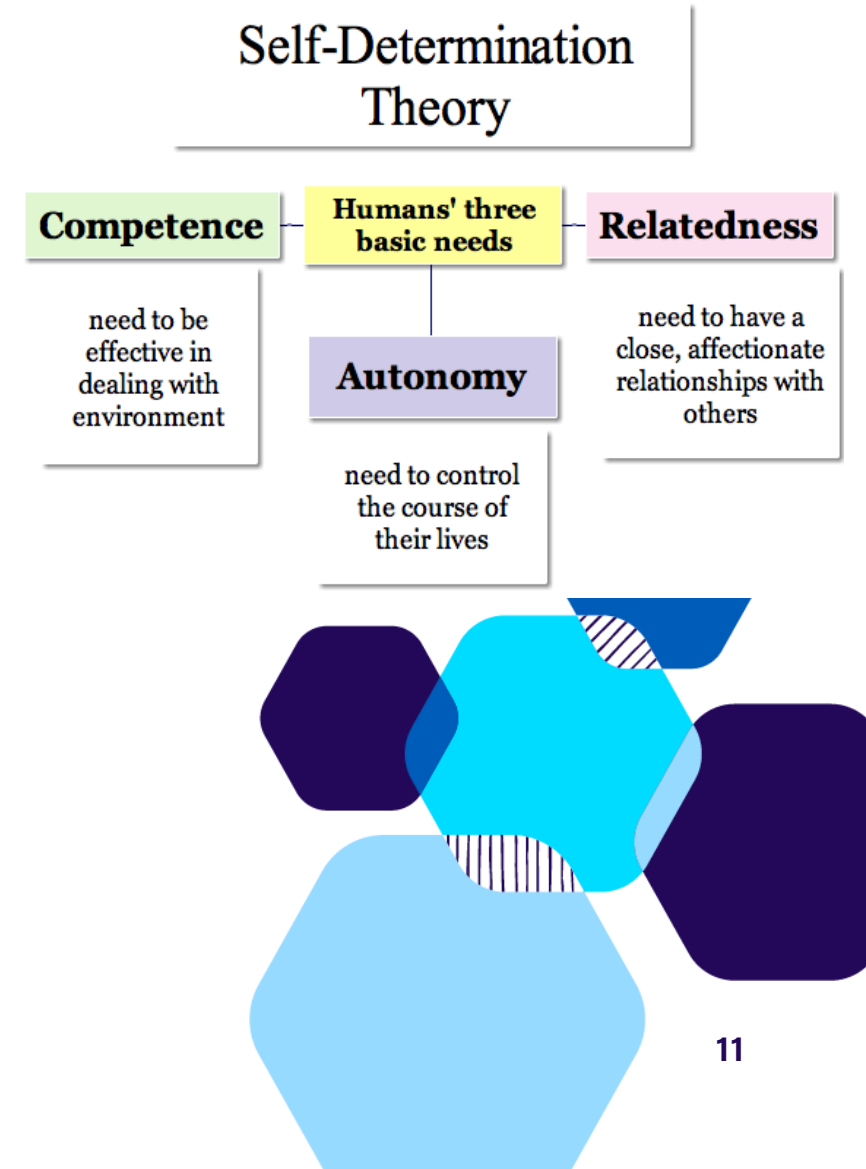 Self-Determination
Theory
Competence
Humans' three
basic needs
Relatedness
need to be
effective in
dealing with
environment
Autonomy
need to have a
close, affectionate
relationships with
others
need to control
the course of
their lives
11